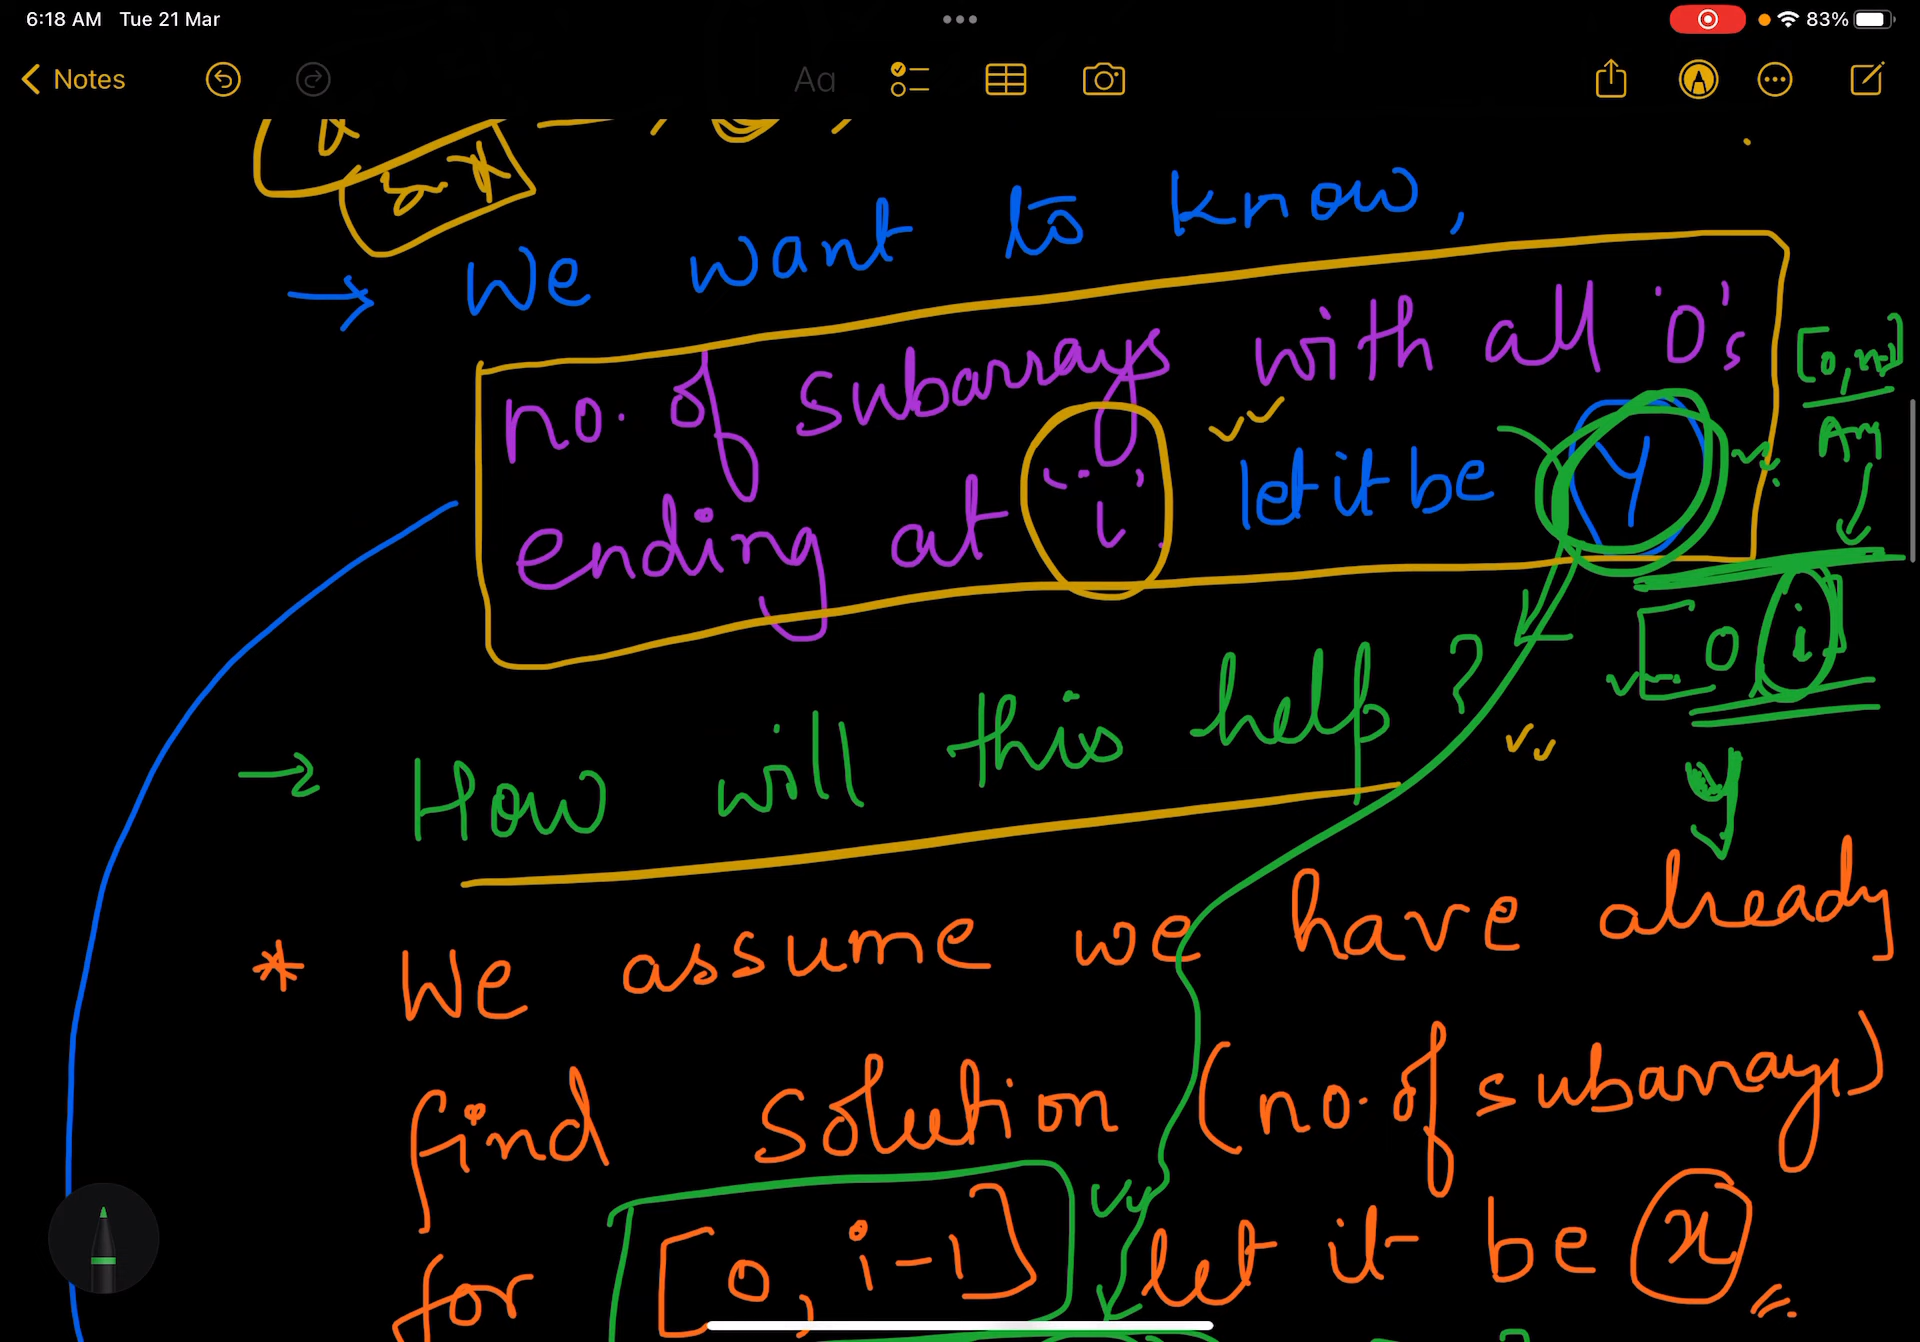 6:18 AM Tue 21 Mar
83%
Notes
Aa
→ We want to know,
no. of subarrays with all '0's
ending at 'i' let it be Y
[0, n-1]
Ans
[0 i]
→ How will this help?
* We assume we have already
find solution (no. of subarrays)
for [0, i-1] let it be x